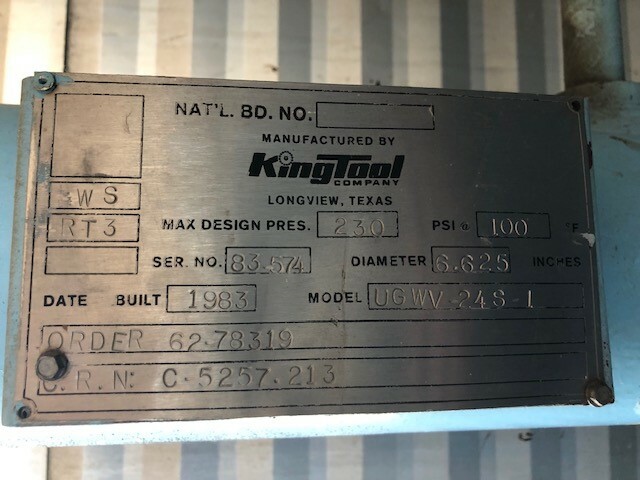 NAT'L. BD. NO.
MANUFACTURED BY
KingTool
COMPANY
LONGVIEW, TEXAS
WS
RT3 MAX DESIGN PRES. 230 PSI @ 100 °F
SER. NO. 83-574 DIAMETER 6.625 INCHES
DATE BUILT 1983 MODEL UGWV-248-1
ORDER 62-78319
C.R.N: C-5257.213